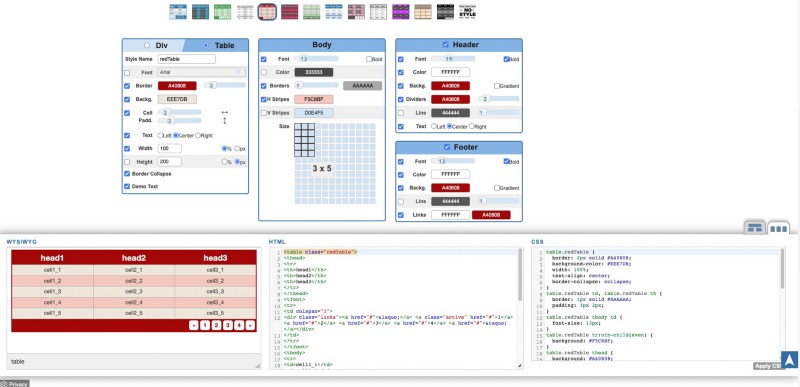 NO-
STYLE
Div
Table
Style Name redTable
Font Arial
Border A40808 3
Backg. EEE7DB
Cell 3
Padd. 3
Text Left Center Right
Width 100 % px
Height 200 % px
Border Collapse
Demo Text
Body
Font 13 Bold
Color 333333
Borders 1 AAAAAA
H Stripes F5C8BF
V Stripes D0E4F5
Size
3 x 5
Header
Font 19 Bold
Color FFFFFF
Backg. A40808 Gradient
Dividers A40808 2
Line 444444 1
Text Left Center Right
Footer
Font 13 Bold
Color FFFFFF
Backg. A40808 Gradient
Line 444444 1
Links FFFFFF A40808
WYSIWYG
head1 head2 head3
cell1_1 cell2_1 cell3_1
cell1_2 cell2_2 cell3_2
cell1_3 cell2_3 cell3_3
cell1_4 cell2_4 cell3_4
cell1_5 cell2_5 cell3_5
« 1 2 3 4 »
table
HTML
1 <table class="redTable">
2 <thead>
3 <tr>
4 <th>head1</th>
5 <th>head2</th>
6 <th>head3</th>
7 </tr>
8 </thead>
9 <tfoot>
10 <tr>
11 <td colspan="3">
12 <div class="links"><a href="#">&laquo;</a> <a class="active" href="#">1</a>
<a href="#">2</a> <a href="#">3</a> <a href="#">4</a> <a href="#">&raquo;
</a></div>
13 </td>
14 </tr>
15 </tfoot>
16 <tbody>
17 <tr>
18 <td>cell1_1</td>
CSS
1 table.redTable {
2 border: 2px solid #A40808;
3 background-color: #EEE7DB;
4 width: 100%;
5 text-align: center;
6 border-collapse: collapse;
7 }
8 table.redTable td, table.redTable th {
9 border: 1px solid #AAAAAA;
10 padding: 3px 2px;
11 }
12 table.redTable tbody td {
13 font-size: 13px;
14 }
15 table.redTable tr:nth-child(even) {
16 background: #F5C8BF;
17 }
18 table.redTable thead {
19 background: #A40808;
Apply CSS
Privacy